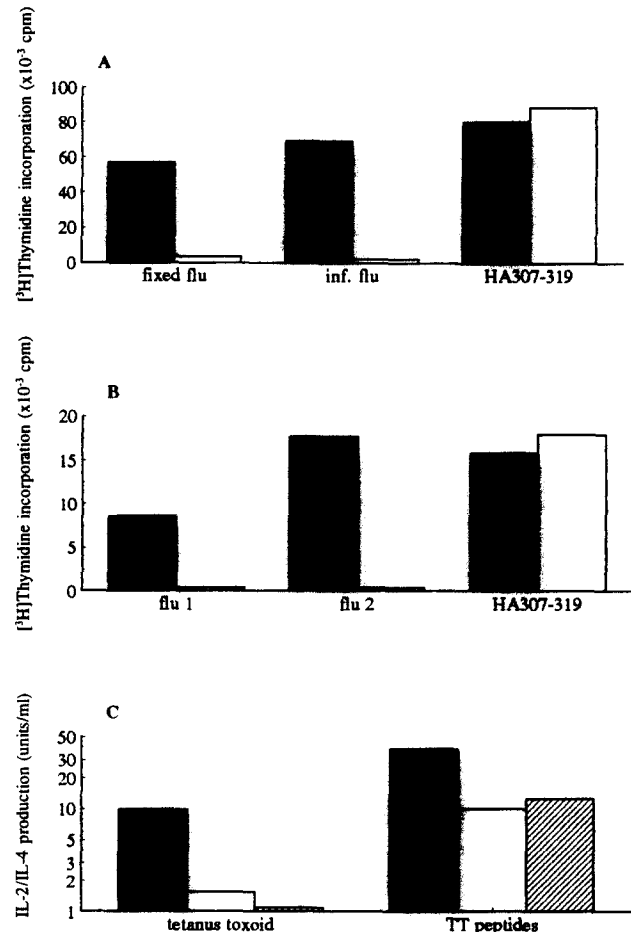 A
[³H]Thymidine incorporation (x10⁻³ cpm)
100
80
60
40
20
0
fixed flu
inf. flu
HA307-319
B
[³H]Thymidine incorporation (x10⁻³ cpm)
20
15
10
5
0
flu 1
flu 2
HA307-319
C
IL-2/IL-4 production (units/ml)
50
30
20
10
5
3
2
1
tetanus toxoid
TT peptides